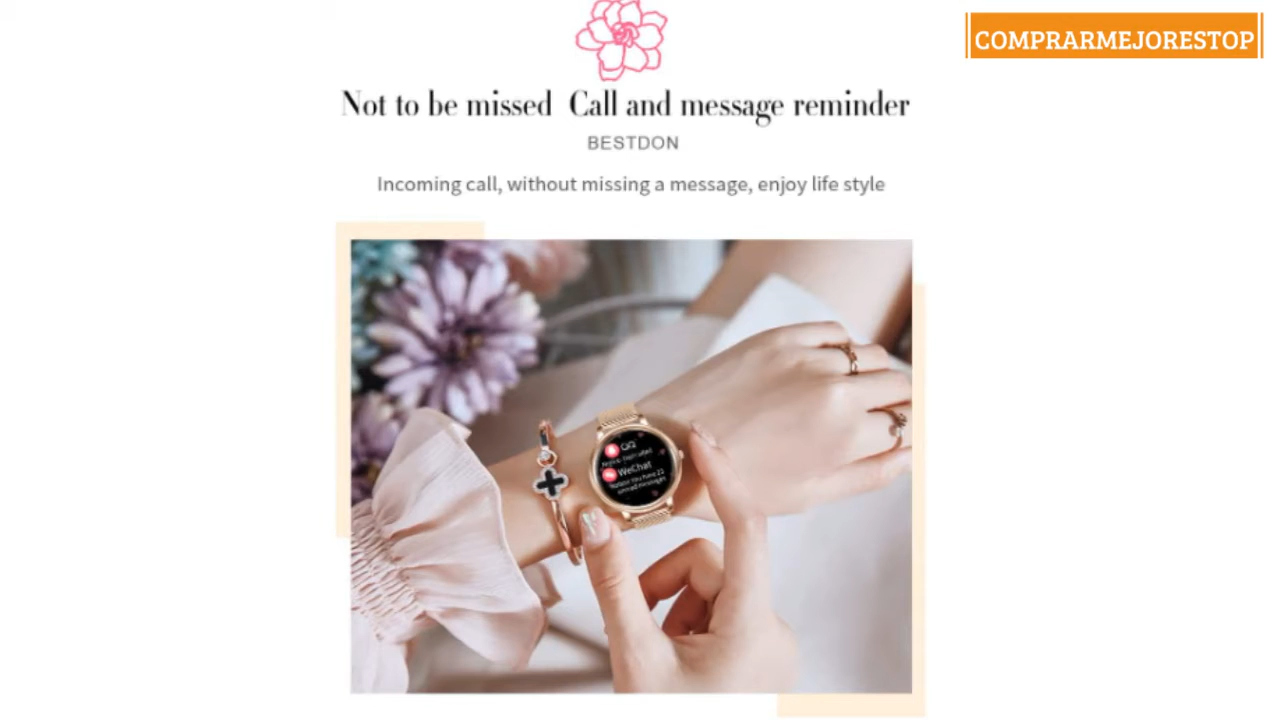 COMPRARMEJORESTOP
Not to be missed Call and message reminder
BESTDON
Incoming call, without missing a message, enjoy life style
QQ
WeChat